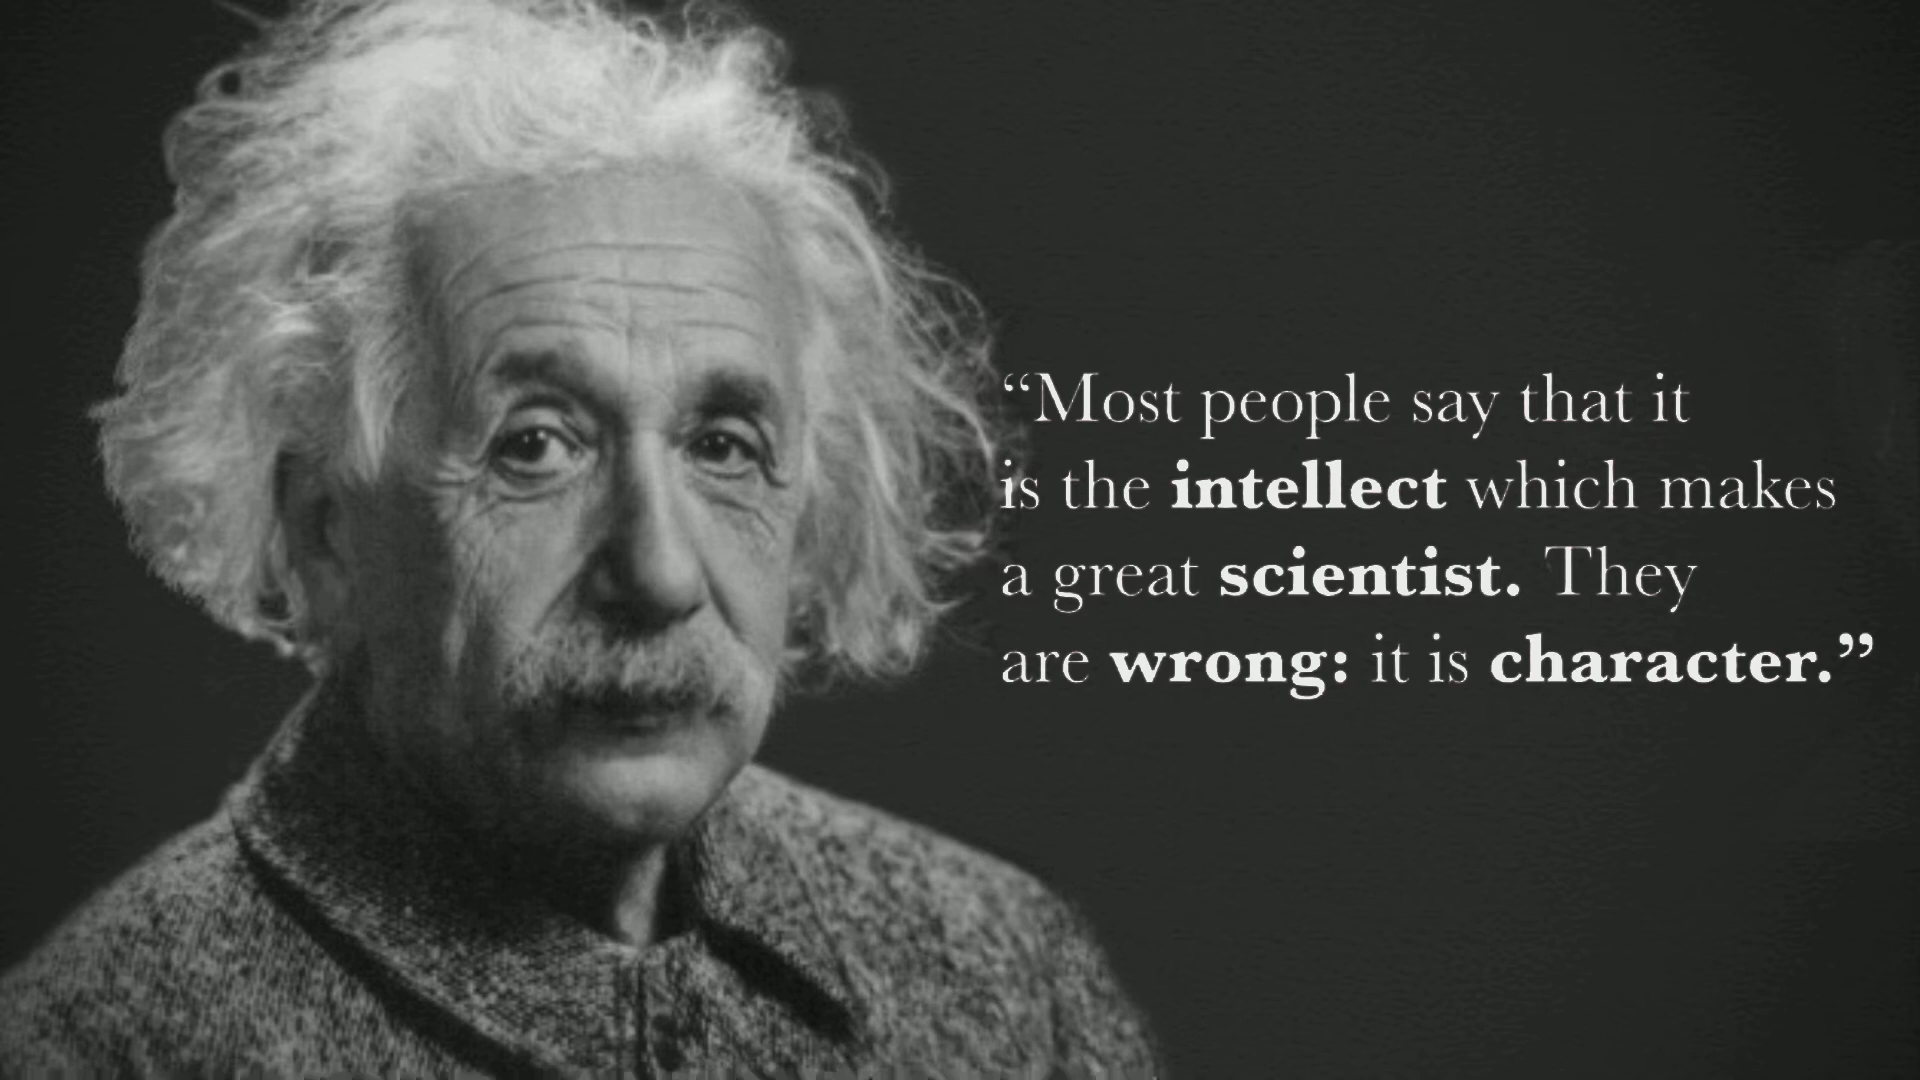 “Most people say that it
is the intellect which makes
a great scientist. They
are wrong: it is character.”